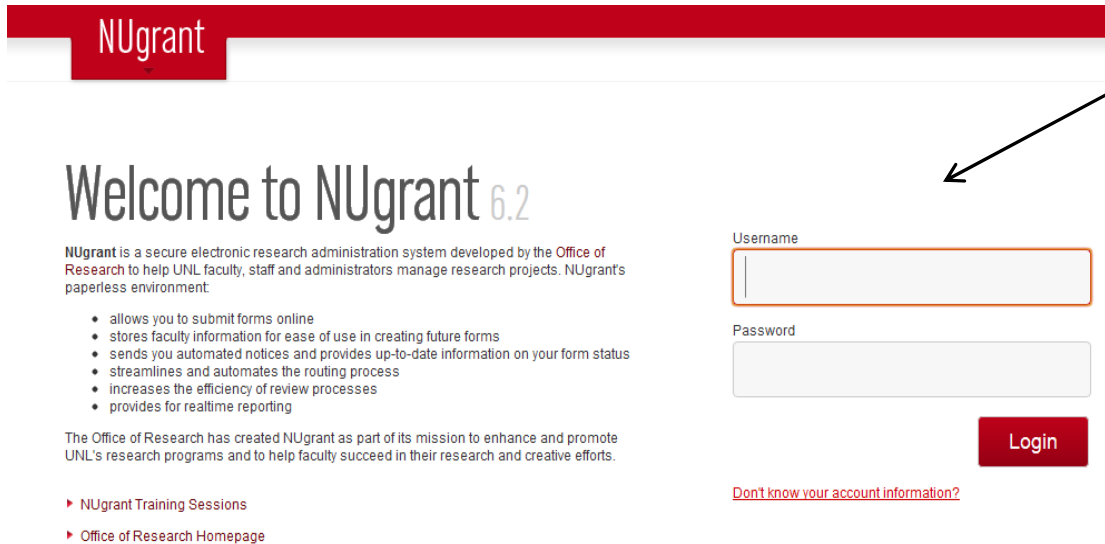 NUgrant
Welcome to NUgrant 6.2
NUgrant is a secure electronic research administration system developed by the Office of
Research to help UNL faculty, staff and administrators manage research projects. NUgrant's
paperless environment:
allows you to submit forms online
stores faculty information for ease of use in creating future forms
sends you automated notices and provides up-to-date information on your form status
streamlines and automates the routing process
increases the efficiency of review processes
provides for realtime reporting
The Office of Research has created NUgrant as part of its mission to enhance and promote
UNL's research programs and to help faculty succeed in their research and creative efforts.
NUgrant Training Sessions
Office of Research Homepage
Username
Password
Login
Don't know your account information?